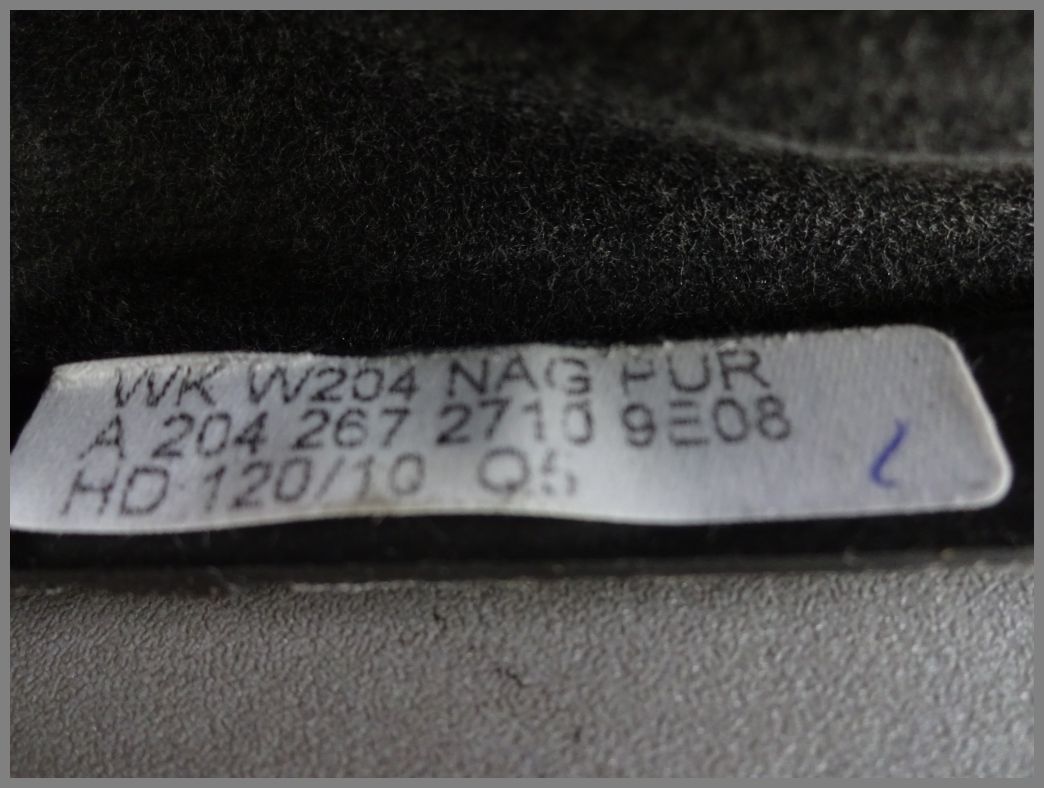 WK W204 NAG PUR
A 204 267 2710 9E08
HD 120/10 Q5